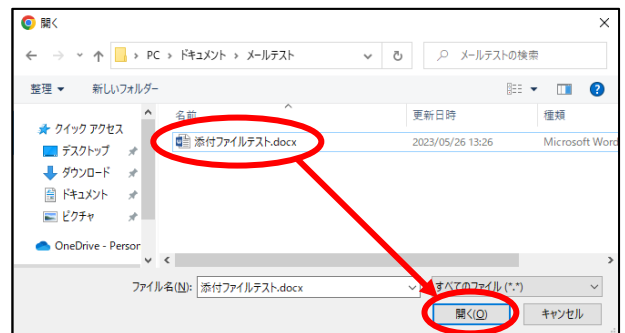 開く
PC › ドキュメント › メールテスト
メールテストの検索
整理 新しいフォルダー
名前 更新日時 種類
クイック アクセス
添付ファイルテスト.docx 2023/05/26 13:26 Microsoft Word
デスクトップ
ダウンロード
ドキュメント
ピクチャ
OneDrive - Person
ファイル名(N): 添付ファイルテスト.docx すべてのファイル (*.*)
開く(O) キャンセル